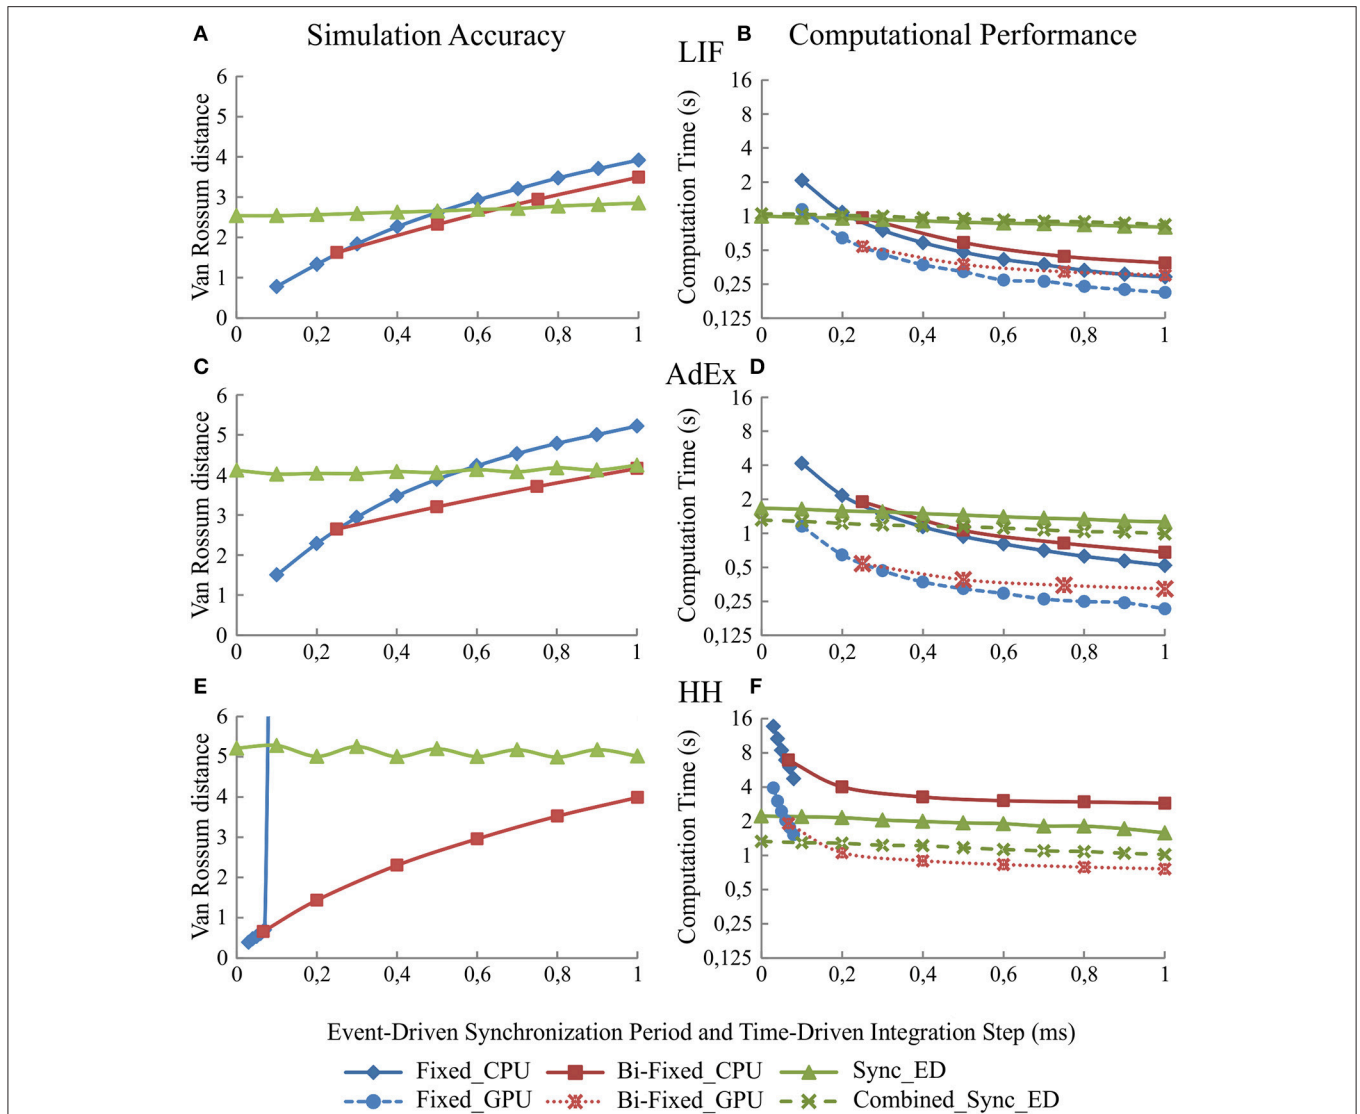 A Simulation Accuracy B Computational Performance
LIF
Van Rossum distance
6
5
4
3
2
1
0
0 0,2 0,4 0,6 0,8 1
Computation Time (s)
16
8
4
2
1
0,5
0,25
0,125
0 0,2 0,4 0,6 0,8 1
C AdEx D
Van Rossum distance
6
5
4
3
2
1
0
0 0,2 0,4 0,6 0,8 1
Computation Time (s)
16
8
4
2
1
0,5
0,25
0,125
0 0,2 0,4 0,6 0,8 1
E HH F
Van Rossum distance
6
5
4
3
2
1
0
0 0,2 0,4 0,6 0,8 1
Computation Time (s)
16
8
4
2
1
0,5
0,25
0,125
0 0,2 0,4 0,6 0,8 1
Event-Driven Synchronization Period and Time-Driven Integration Step (ms)
Fixed_CPU Bi-Fixed_CPU Sync_ED
Fixed_GPU Bi-Fixed_GPU Combined_Sync_ED